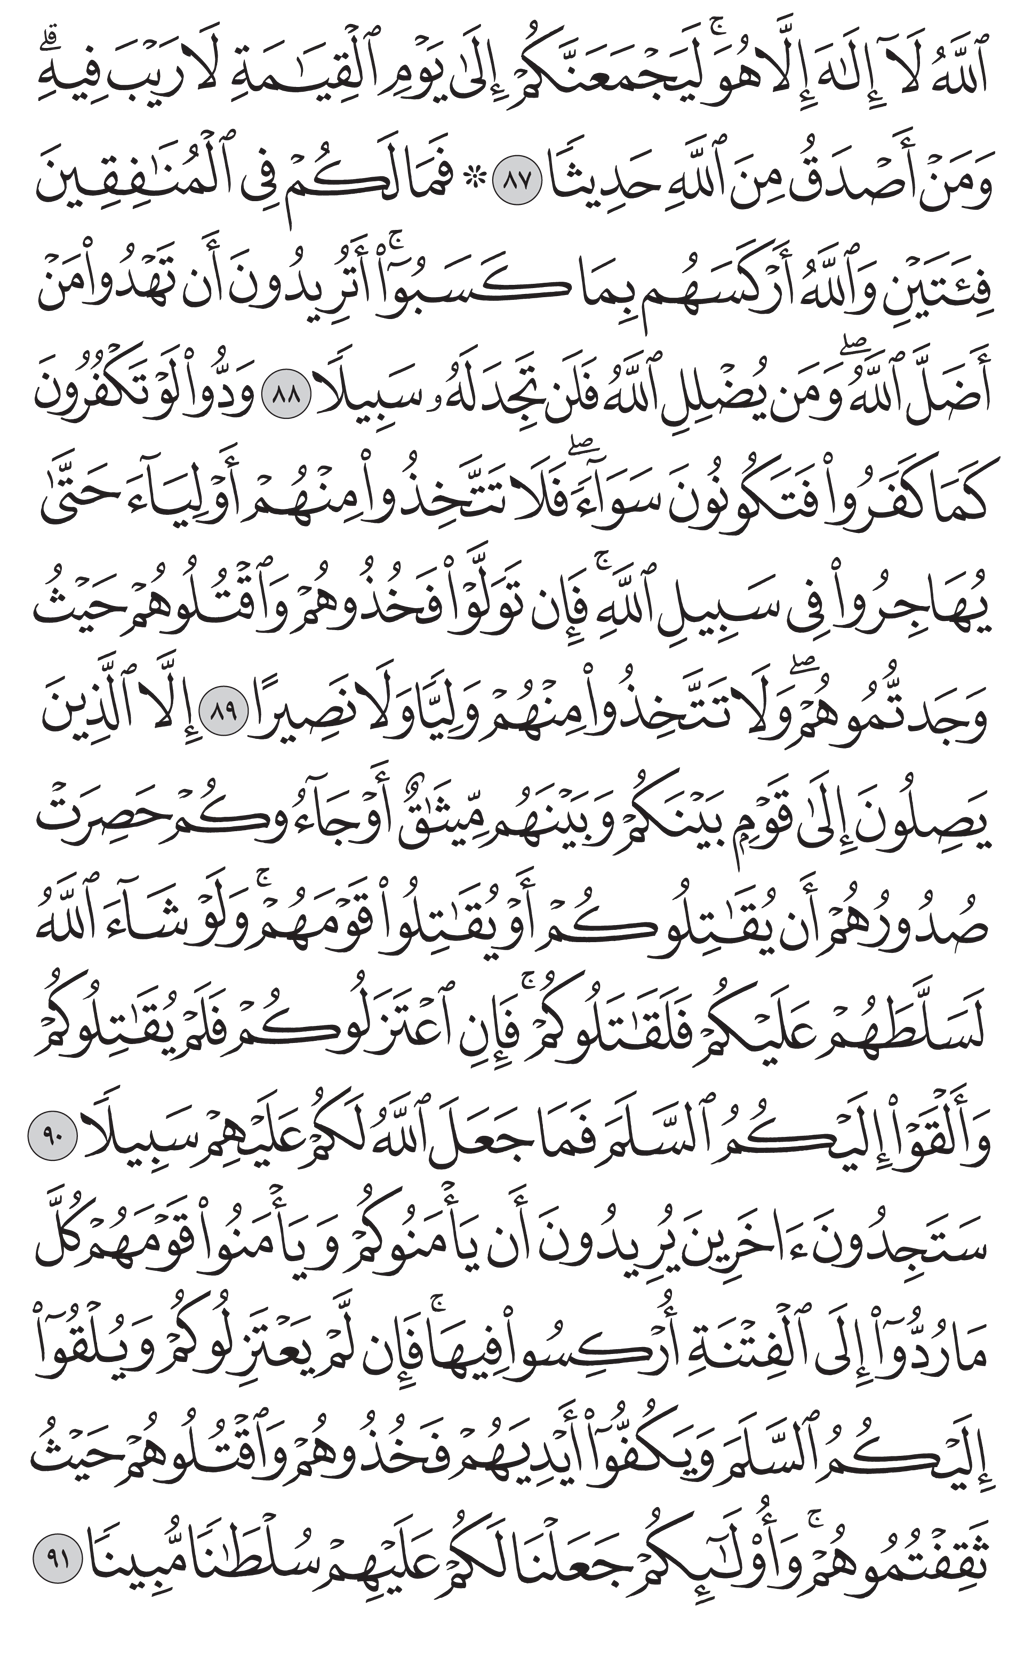 ٱللَّهُ لَآ إِلَٰهَ إِلَّا هُوَۚ لَيَجْمَعَنَّكُمْ إِلَىٰ يَوْمِ ٱلْقِيَٰمَةِ لَا رَيْبَ فِيهِۗ
وَمَنْ أَصْدَقُ مِنَ ٱللَّهِ حَدِيثًا ٨٧ ۞ فَمَا لَكُمْ فِى ٱلْمُنَٰفِقِينَ
فِئَتَيْنِ وَٱللَّهُ أَرْكَسَهُم بِمَا كَسَبُوٓا۟ۚ أَتُرِيدُونَ أَن تَهْدُوا۟ مَنْ
أَضَلَّ ٱللَّهُۖ وَمَن يُضْلِلِ ٱللَّهُ فَلَن تَجِدَ لَهُۥ سَبِيلًا ٨٨ وَدُّوا۟ لَوْ تَكْفُرُونَ
كَمَا كَفَرُوا۟ فَتَكُونُونَ سَوَآءًۖ فَلَا تَتَّخِذُوا۟ مِنْهُمْ أَوْلِيَآءَ حَتَّىٰ
يُهَاجِرُوا۟ فِى سَبِيلِ ٱللَّهِۚ فَإِن تَوَلَّوْا۟ فَخُذُوهُمْ وَٱقْتُلُوهُمْ حَيْثُ
وَجَدتُّمُوهُمْۖ وَلَا تَتَّخِذُوا۟ مِنْهُمْ وَلِيًّا وَلَا نَصِيرًا ٨٩ إِلَّا ٱلَّذِينَ
يَصِلُونَ إِلَىٰ قَوْمٍۭ بَيْنَكُمْ وَبَيْنَهُم مِّيثَٰقٌ أَوْ جَآءُوكُمْ حَصِرَتْ
صُدُورُهُمْ أَن يُقَٰتِلُوكُمْ أَوْ يُقَٰتِلُوا۟ قَوْمَهُمْۚ وَلَوْ شَآءَ ٱللَّهُ
لَسَلَّطَهُمْ عَلَيْكُمْ فَلَقَٰتَلُوكُمْۚ فَإِنِ ٱعْتَزَلُوكُمْ فَلَمْ يُقَٰتِلُوكُمْ
وَأَلْقَوْا۟ إِلَيْكُمُ ٱلسَّلَمَ فَمَا جَعَلَ ٱللَّهُ لَكُمْ عَلَيْهِمْ سَبِيلًا ٩٠
سَتَجِدُونَ ءَاخَرِينَ يُرِيدُونَ أَن يَأْمَنُوكُمْ وَيَأْمَنُوا۟ قَوْمَهُمْ كُلَّ
مَا رُدُّوٓا۟ إِلَى ٱلْفِتْنَةِ أُرْكِسُوا۟ فِيهَاۚ فَإِن لَّمْ يَعْتَزِلُوكُمْ وَيُلْقُوٓا۟
إِلَيْكُمُ ٱلسَّلَمَ وَيَكُفُّوٓا۟ أَيْدِيَهُمْ فَخُذُوهُمْ وَٱقْتُلُوهُمْ حَيْثُ
ثَقِفْتُمُوهُمْۚ وَأُو۟لَٰٓئِكُمْ جَعَلْنَا لَكُمْ عَلَيْهِمْ سُلْطَٰنًا مُّبِينًا ٩١